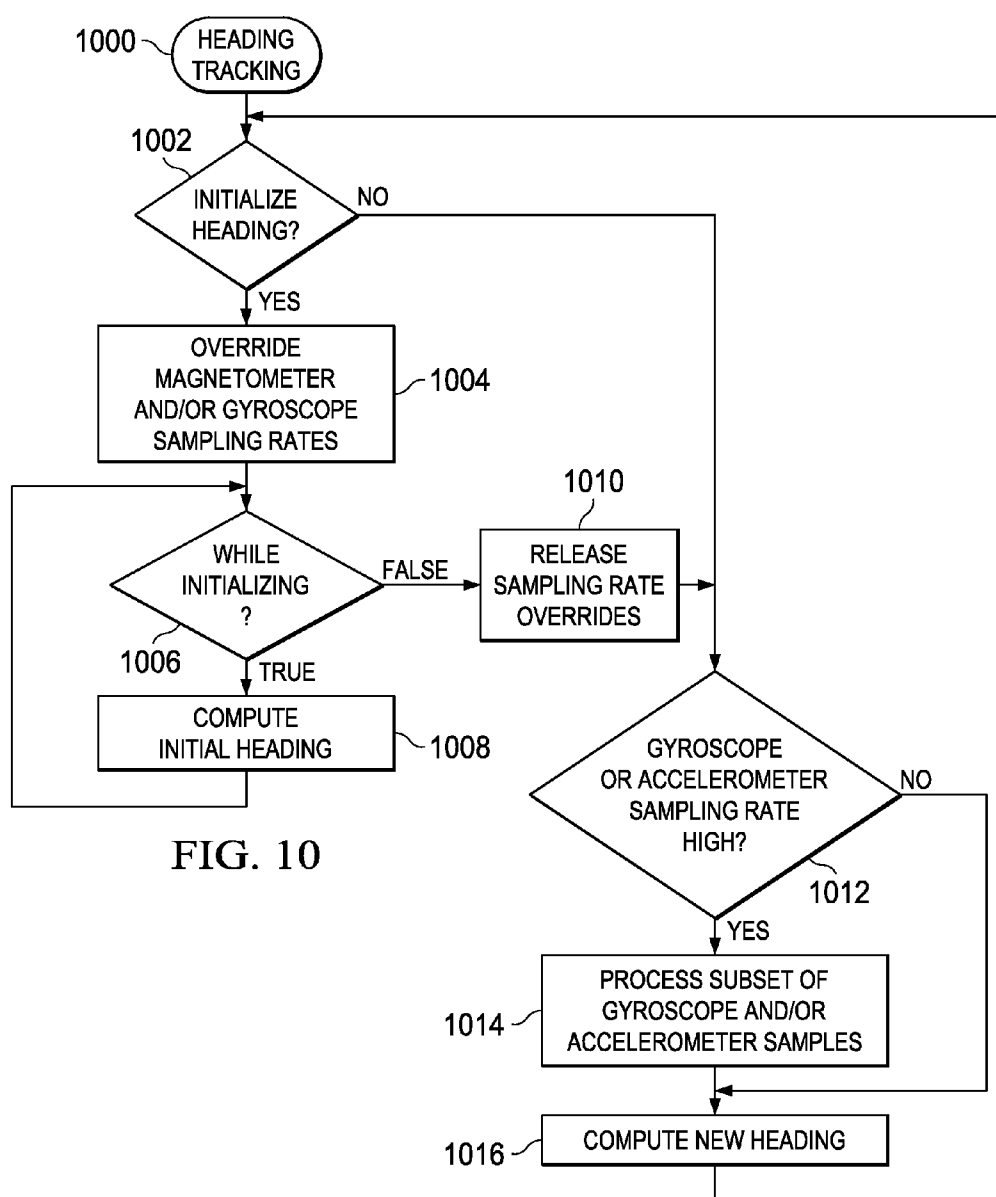 1000
HEADING
TRACKING
1002
INITIALIZE
HEADING?
NO
YES
OVERRIDE
MAGNETOMETER
AND/OR GYROSCOPE
SAMPLING RATES
1004
WHILE
INITIALIZING
?
1006
FALSE
TRUE
1010
RELEASE
SAMPLING RATE
OVERRIDES
COMPUTE
INITIAL HEADING
1008
GYROSCOPE
OR ACCELEROMETER
SAMPLING RATE
HIGH?
NO
1012
YES
FIG. 10
PROCESS SUBSET OF
GYROSCOPE AND/OR
ACCELEROMETER SAMPLES
1014
COMPUTE NEW HEADING
1016